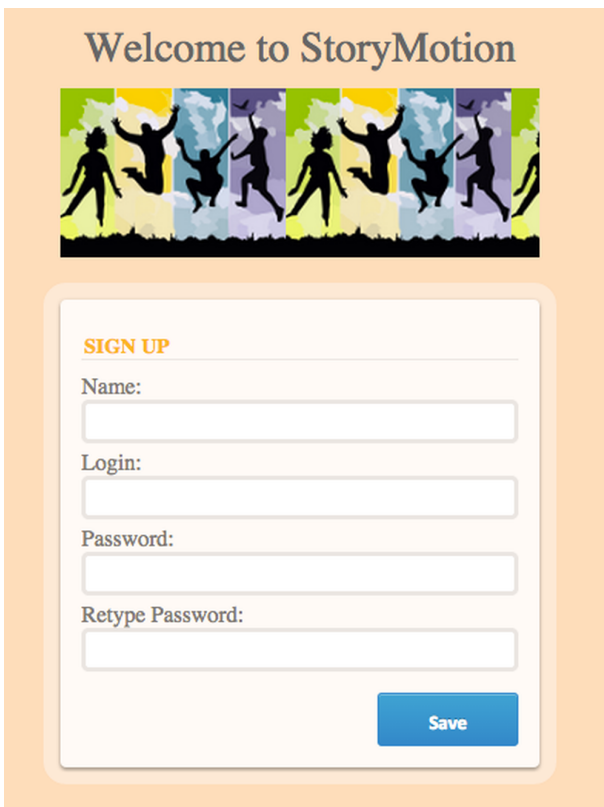 Welcome to StoryMotion
SIGN UP
Name:
Login:
Password:
Retype Password:
Save